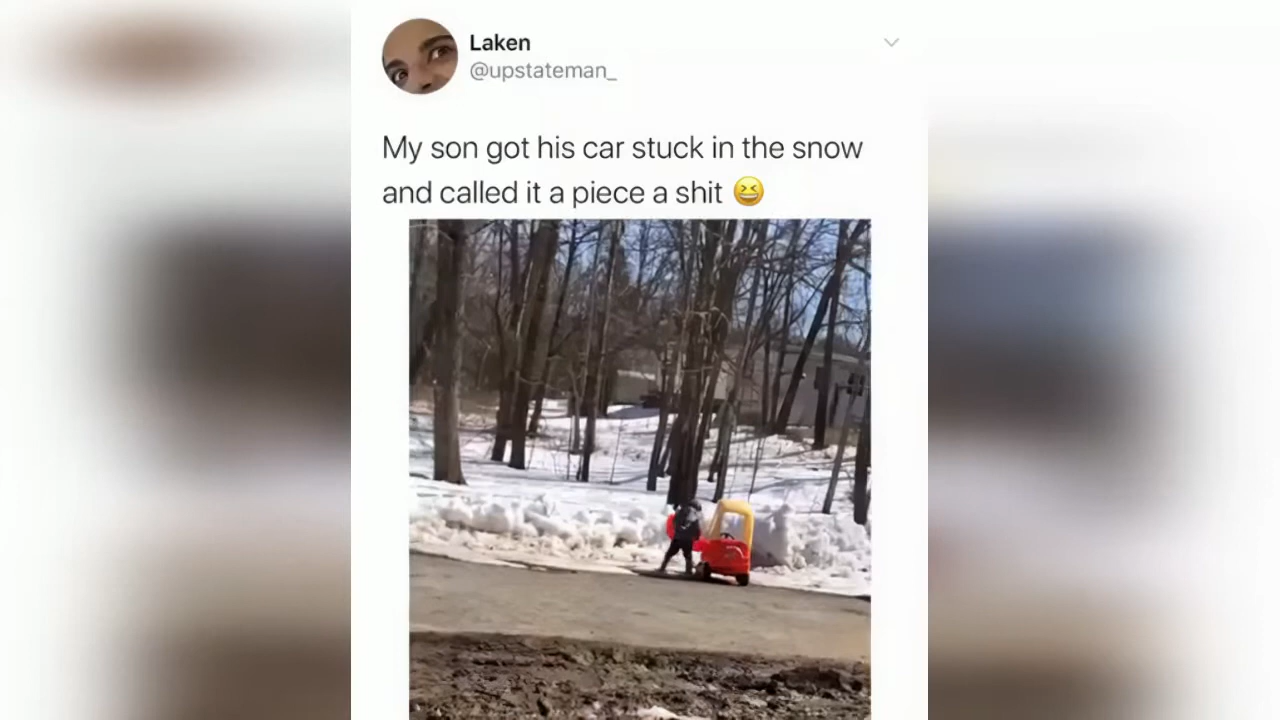 Laken
@upstateman_
My son got his car stuck in the snow
and called it a piece a shit 😆